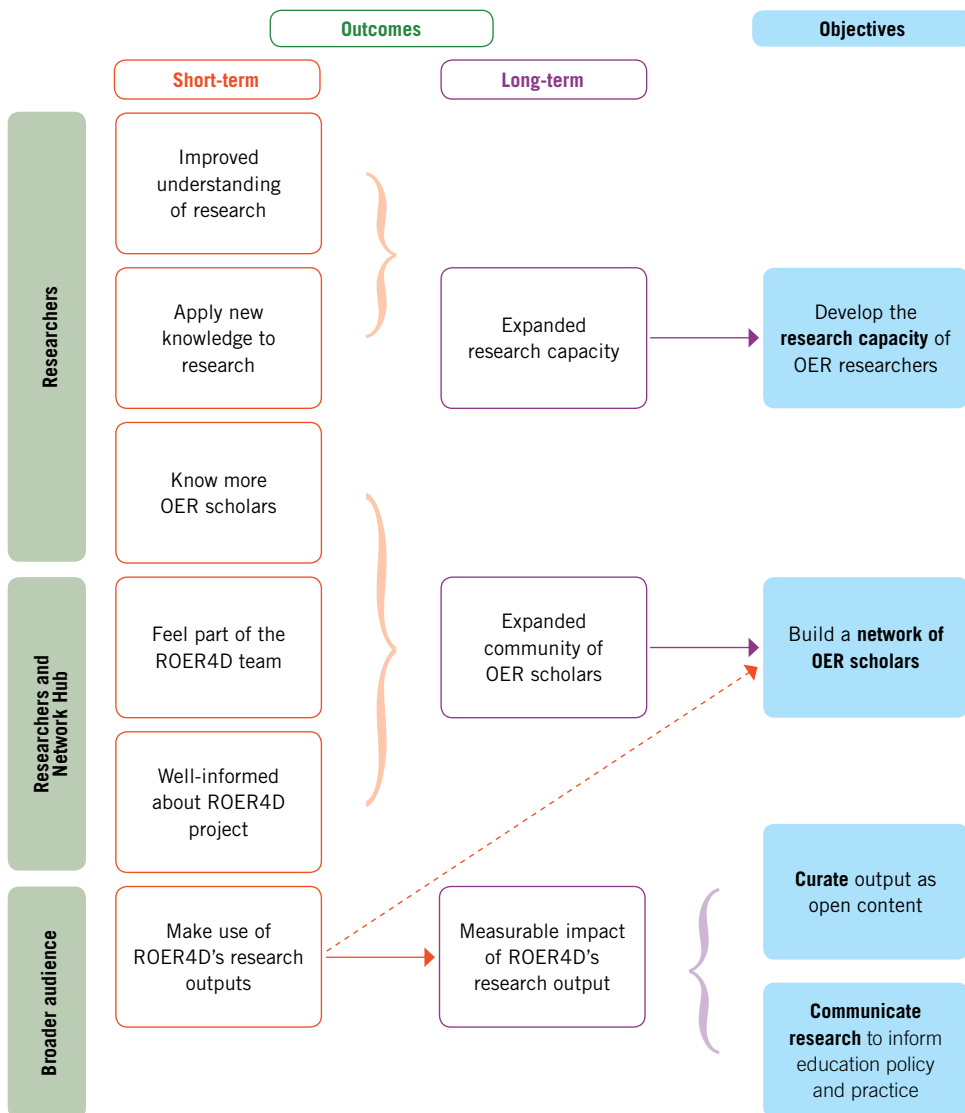 Outcomes
Objectives
Short-term
Long-term
Researchers
Improved
understanding
of research
Apply new
knowledge to
research
Expanded
research capacity
Develop the
research capacity of
OER researchers
Know more
OER scholars
Researchers and
Network Hub
Feel part of the
ROER4D team
Expanded
community of
OER scholars
Build a network of
OER scholars
Well-informed
about ROER4D
project
Broader audience
Make use of
ROER4D's research
outputs
Measurable impact
of ROER4D's
research output
Curate output as
open content
Communicate
research to inform
education policy
and practice